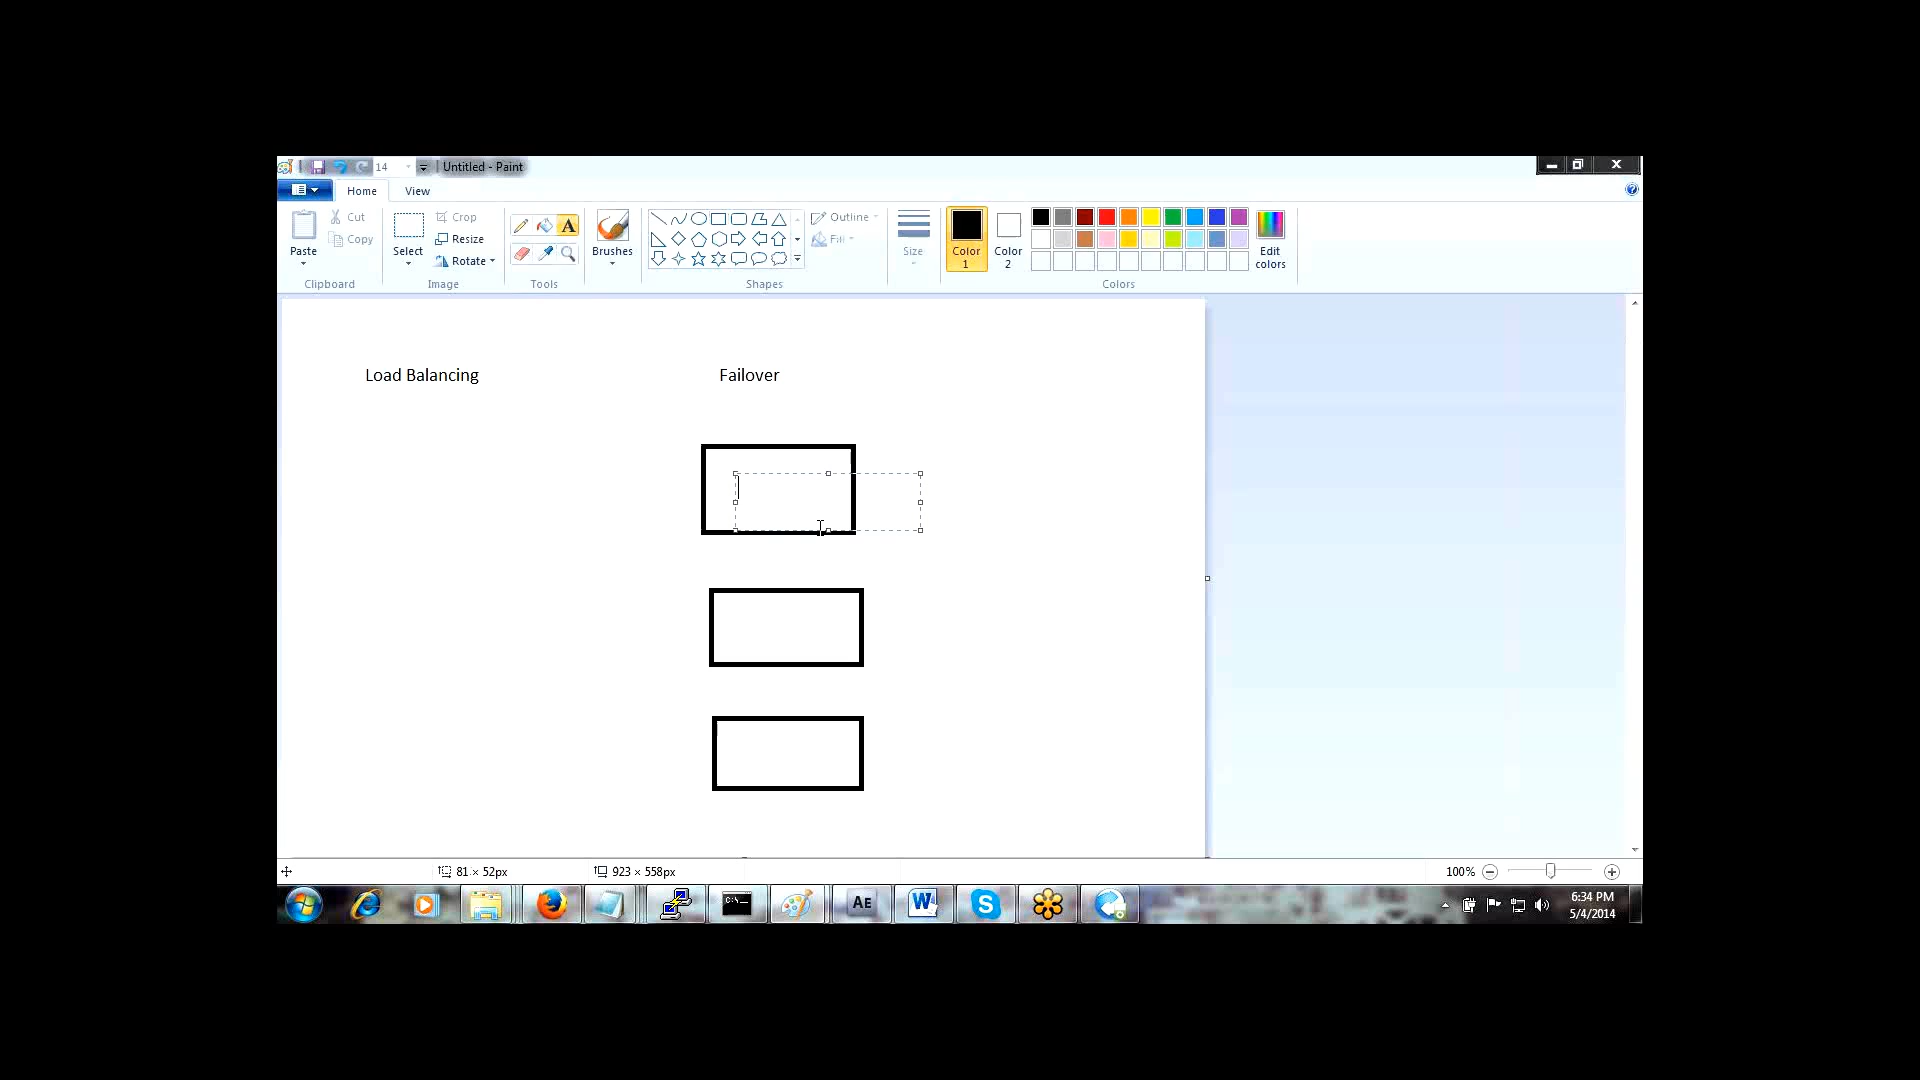 14 Untitled - Paint
Home View
Cut
Copy
Paste
Clipboard
Crop
Resize
Rotate
Select
Image
A
Tools
Brushes
Outline
Fill
Shapes
Size
Color 1
Color 2
Edit colors
Colors
Load Balancing Failover
81 × 52px 923 × 558px 100%
C:\_
AE
W
S
6:34 PM
5/4/2014